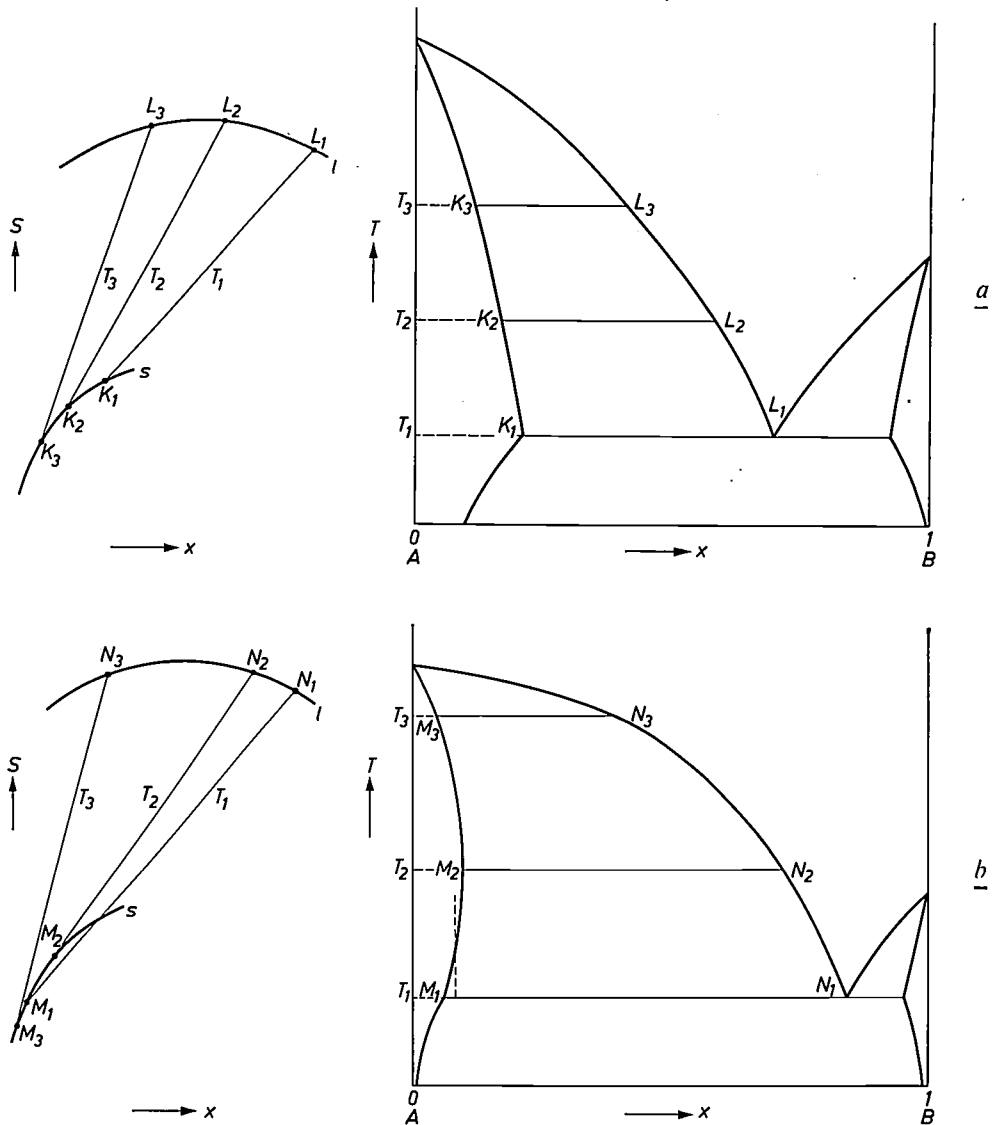 L3 L2 L1
l
S
T3 T2 T1
s
K1
K2
K3
x
T
T3 K3 L3
T2 K2 L2
L1
T1 K1
0 1
A x B
a
N3 N2 N1
l
S
T3 T2 T1
s
M2
M1
M3
x
T
T3 M3 N3
T2 M2 N2
T1 M1 N1
0 1
A x B
b